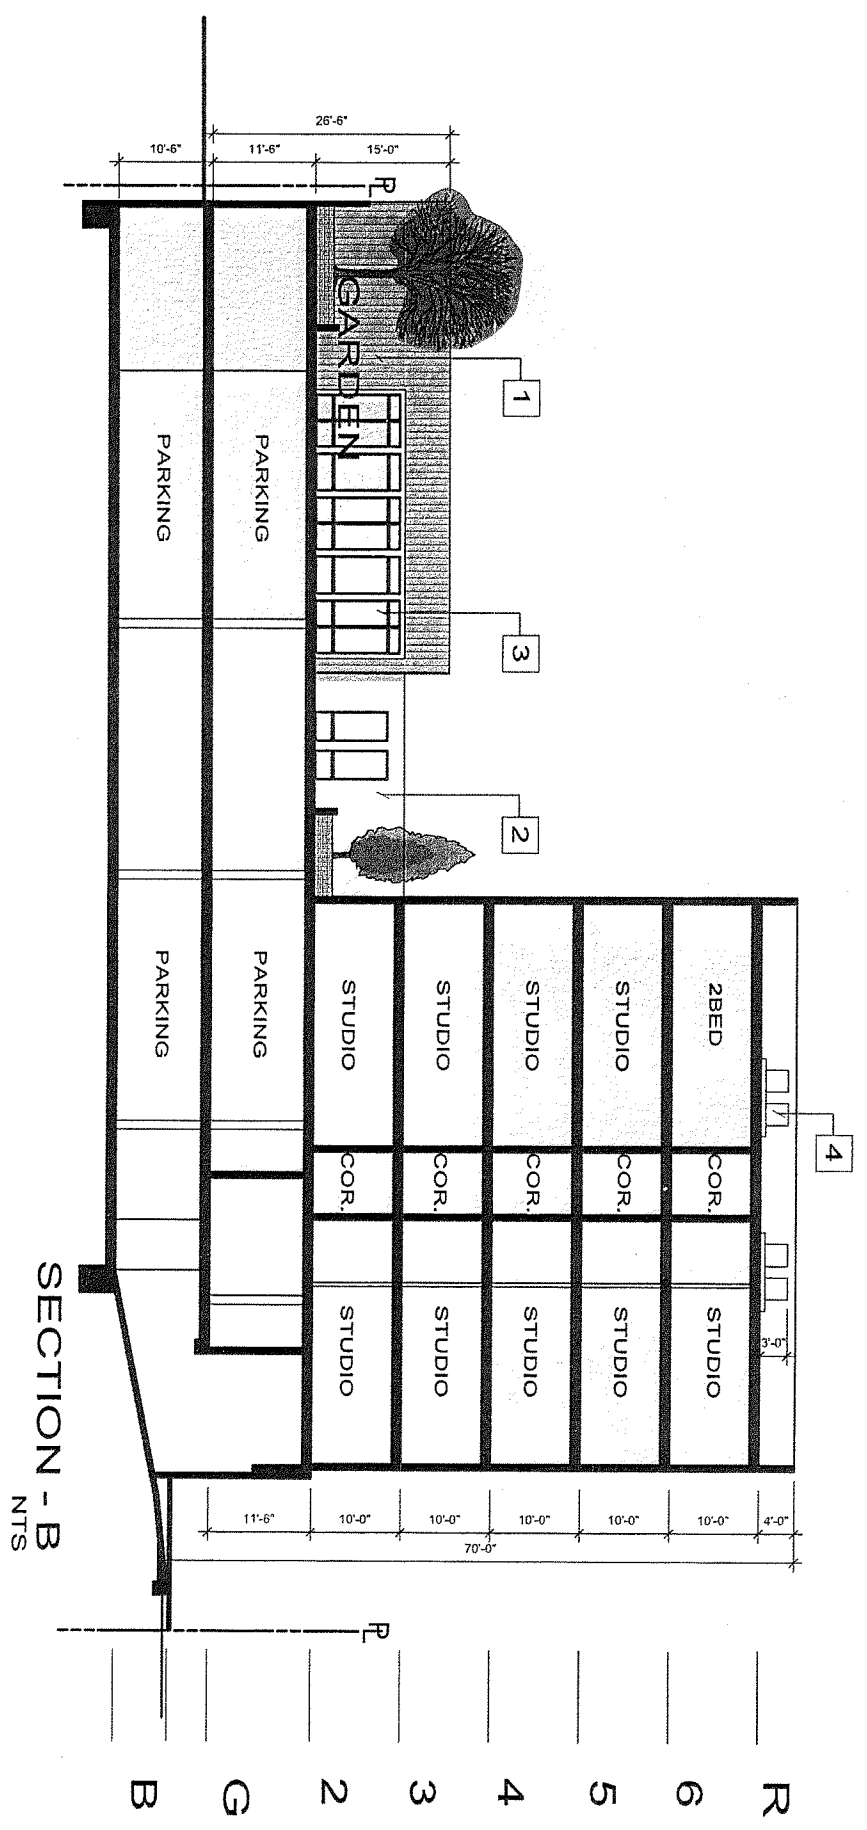 26'-6"
10'-6"
11'-6"
15'-0"
PL
GARDEN
1
3
2
4
PARKING
PARKING
PARKING
PARKING
2BED
COR.
STUDIO
STUDIO
COR.
STUDIO
STUDIO
COR.
STUDIO
STUDIO
COR.
STUDIO
STUDIO
COR.
STUDIO
3'-0"
4'-0"
10'-0"
10'-0"
10'-0"
10'-0"
10'-0"
11'-6"
70'-0"
PL
R
6
5
4
3
2
G
B
SECTION - B
NTS